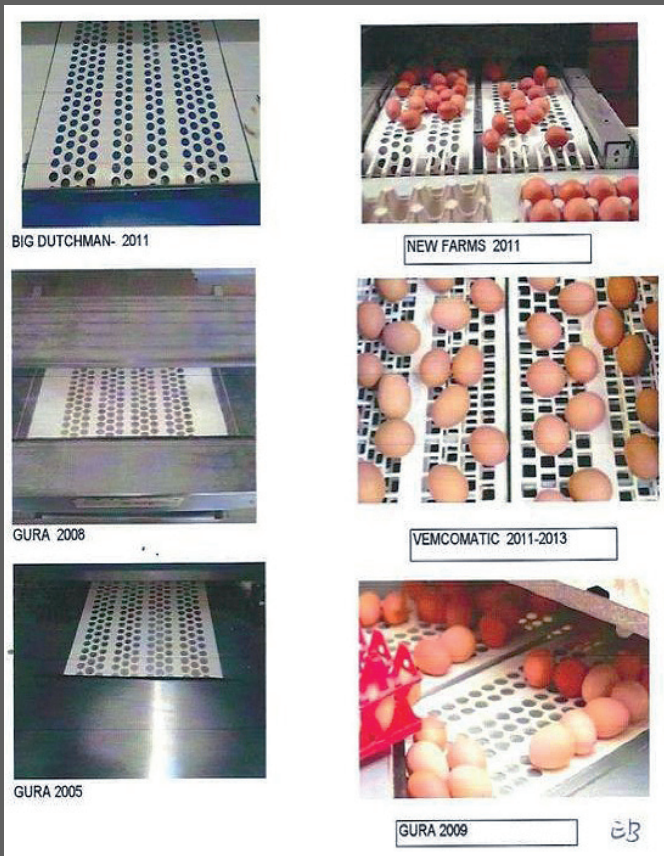 BIG DUTCHMAN- 2011
NEW FARMS 2011
GURA 2008
VEMCOMATIC 2011-2013
GURA 2005
GURA 2009